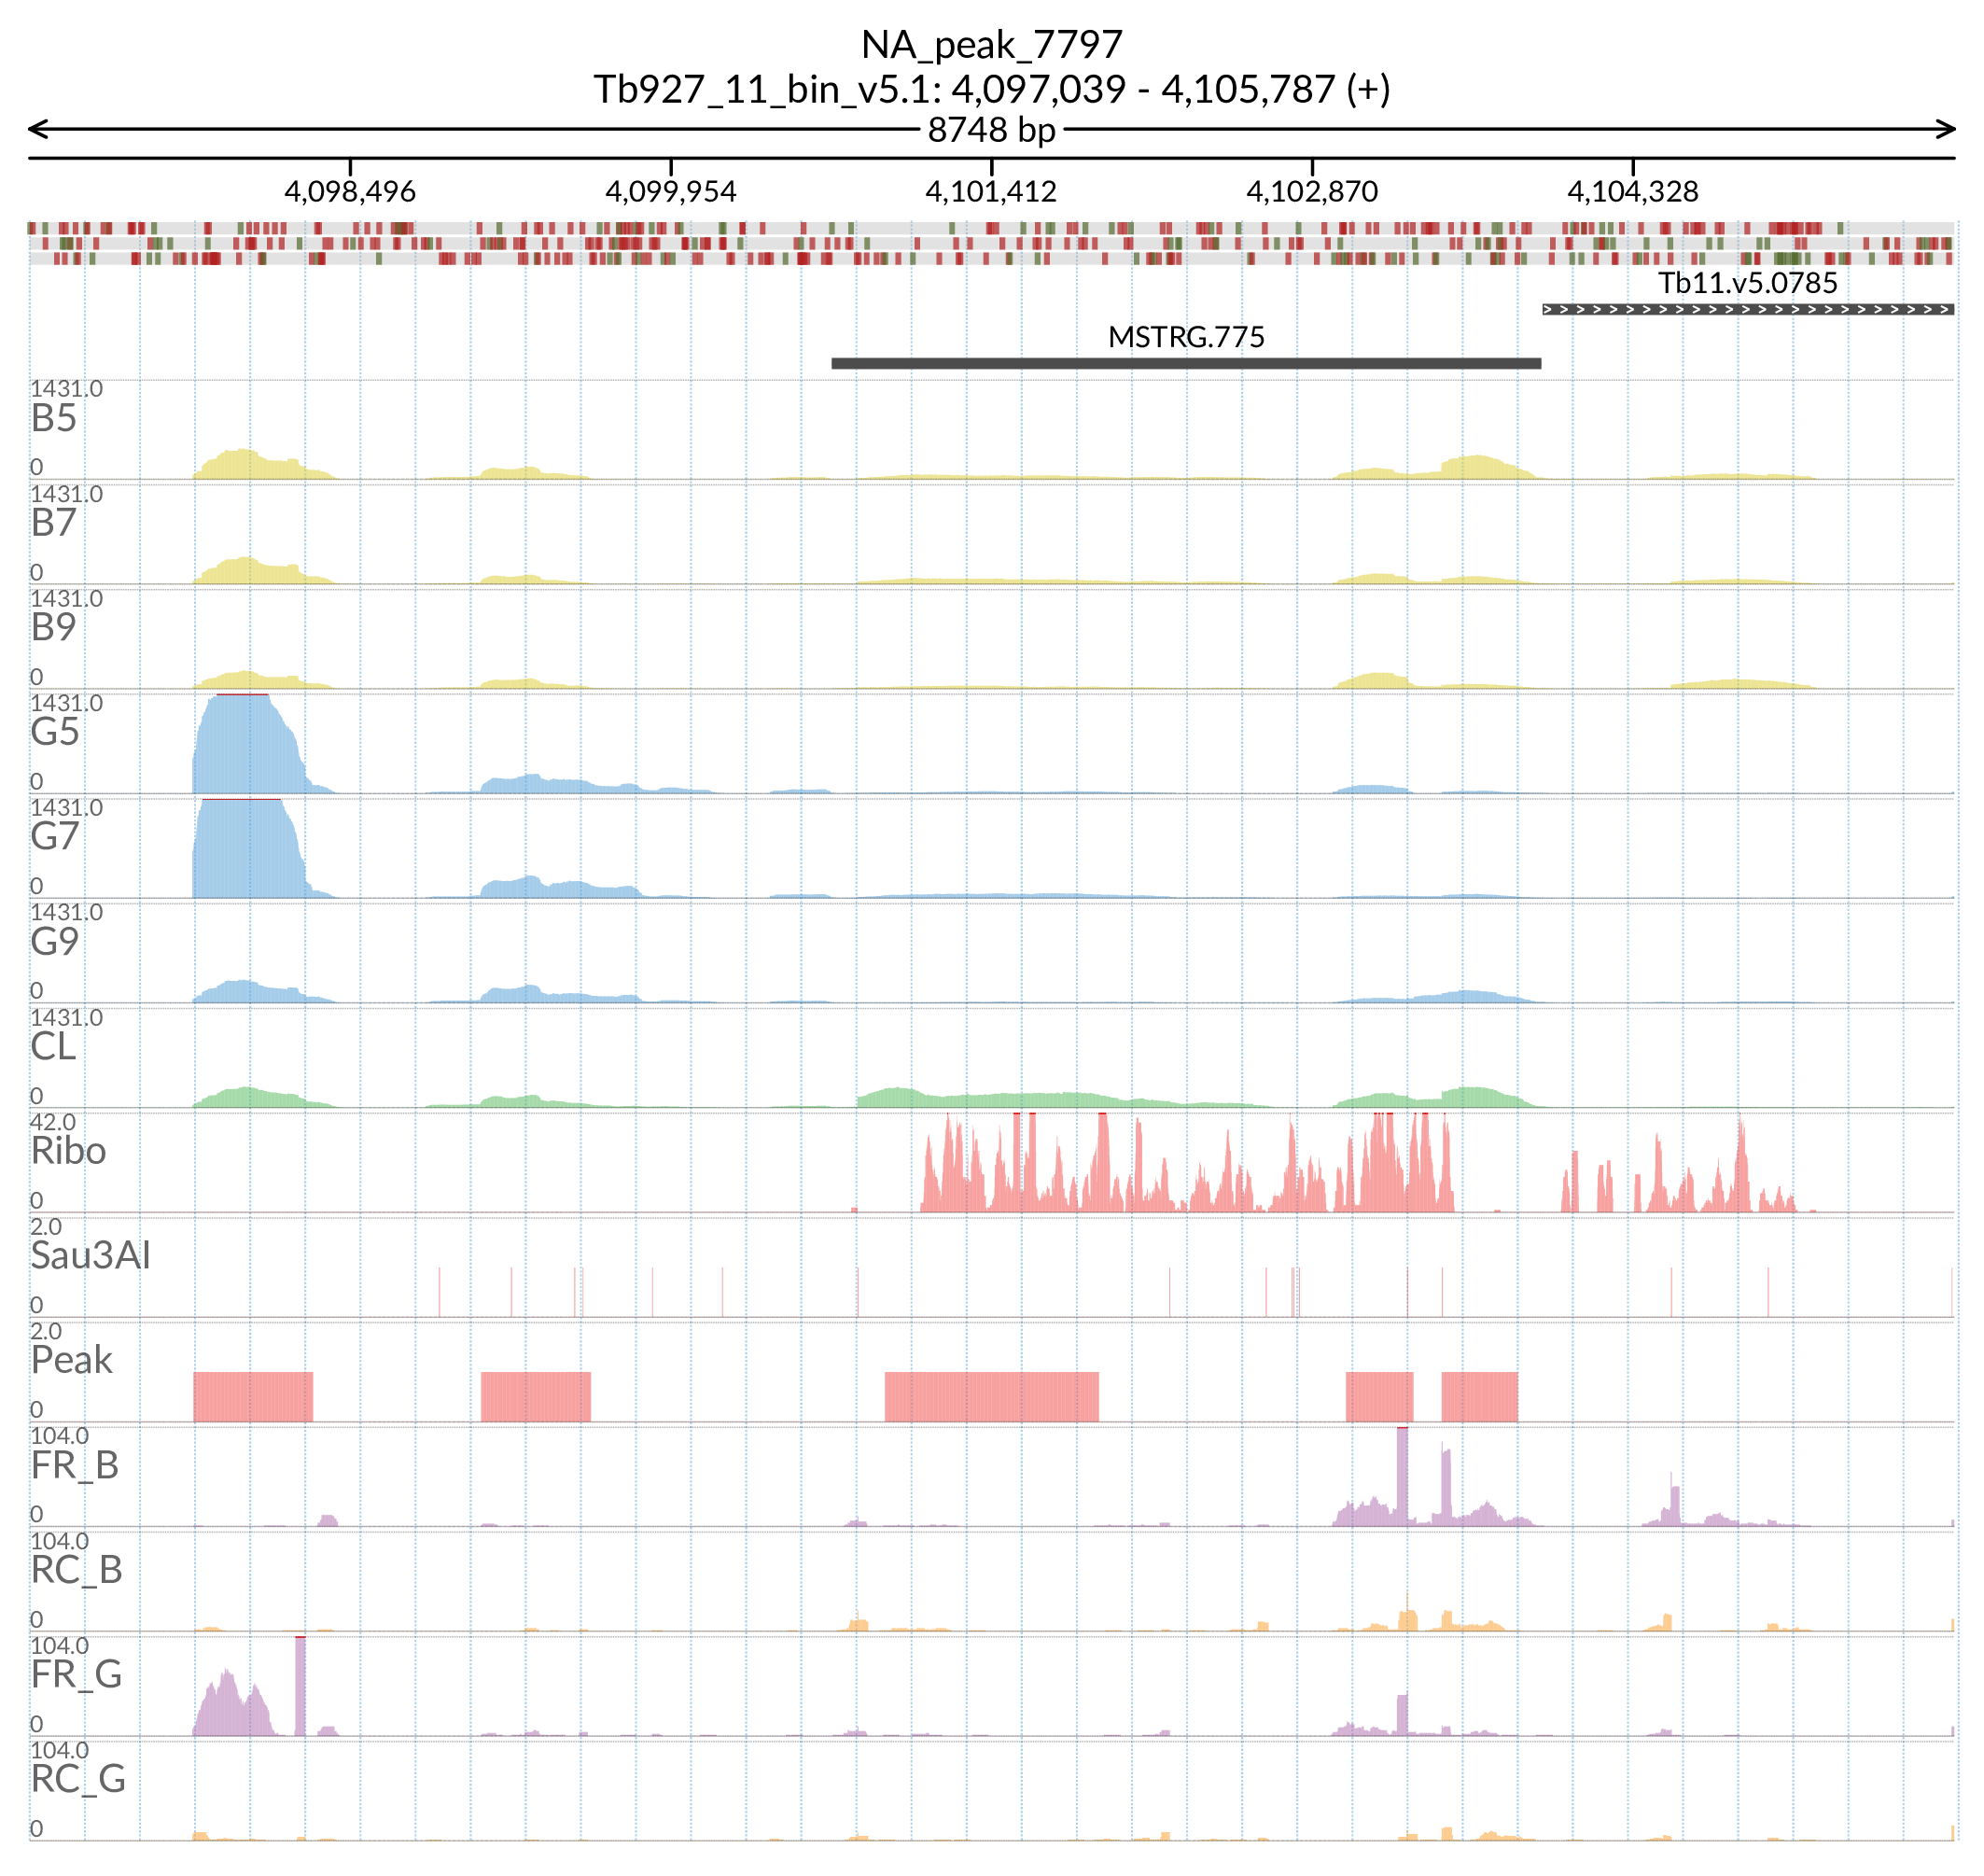 NA_peak_7797
Tb927_11_bin_v5.1: 4,097,039 - 4,105,787 (+)
8748 bp
4,098,496 4,099,954 4,101,412 4,102,870 4,104,328
Tb11.v5.0785
MSTRG.775
1431.0
B5
0
1431.0
B7
0
1431.0
B9
0
1431.0
G5
0
1431.0
G7
0
1431.0
G9
0
1431.0
CL
0
42.0
Ribo
0
2.0
Sau3AI
0
2.0
Peak
0
104.0
FR_B
0
104.0
RC_B
0
104.0
FR_G
0
104.0
RC_G
0